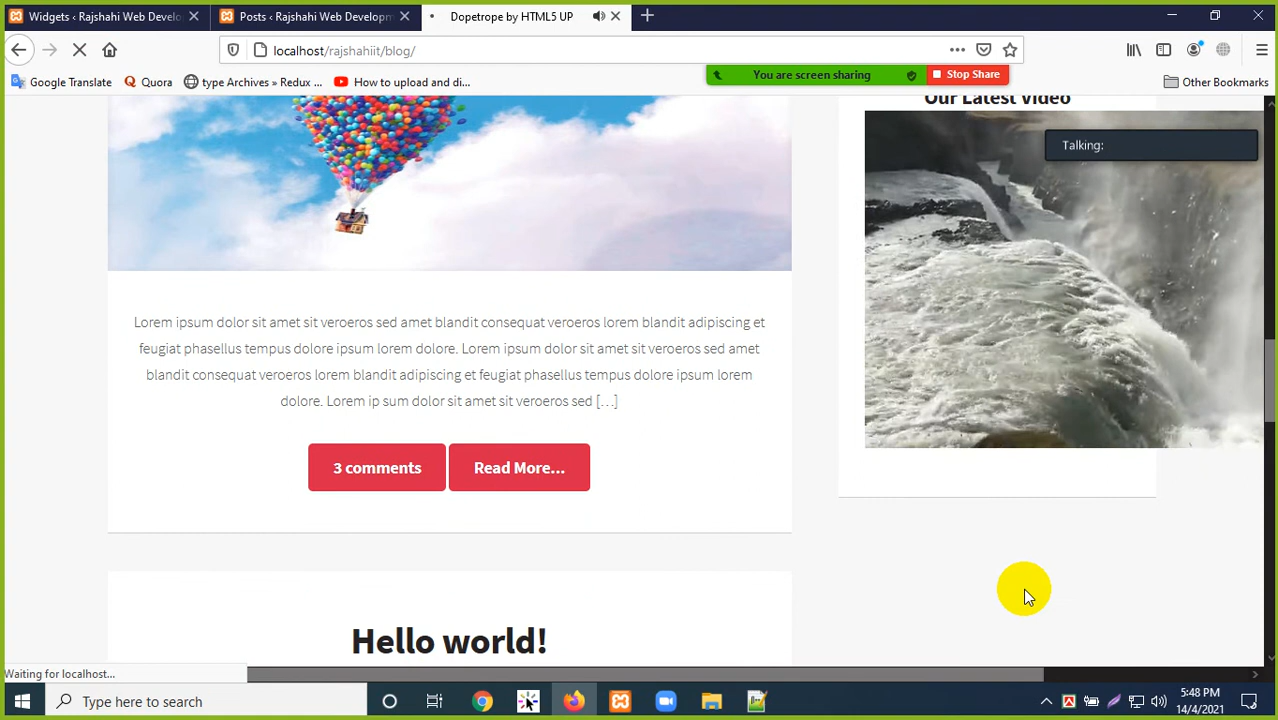 Widgets ‹ Rajshahi Web Develo
Posts ‹ Rajshahi Web Developm
Dopetrope by HTML5 UP
localhost/rajshahiit/blog/
Google Translate
Quora
type Archives » Redux ...
How to upload and di...
You are screen sharing
Stop Share
Other Bookmarks
Our Latest Video
Talking:
Lorem ipsum dolor sit amet sit veroeros sed amet blandit consequat veroeros lorem blandit adipiscing et
feugiat phasellus tempus dolore ipsum lorem dolore. Lorem ipsum dolor sit amet sit veroeros sed amet
blandit consequat veroeros lorem blandit adipiscing et feugiat phasellus tempus dolore ipsum lorem
dolore. Lorem ip sum dolor sit amet sit veroeros sed […]
3 comments
Read More...
Hello world!
Waiting for localhost...
Type here to search
5:48 PM
14/4/2021